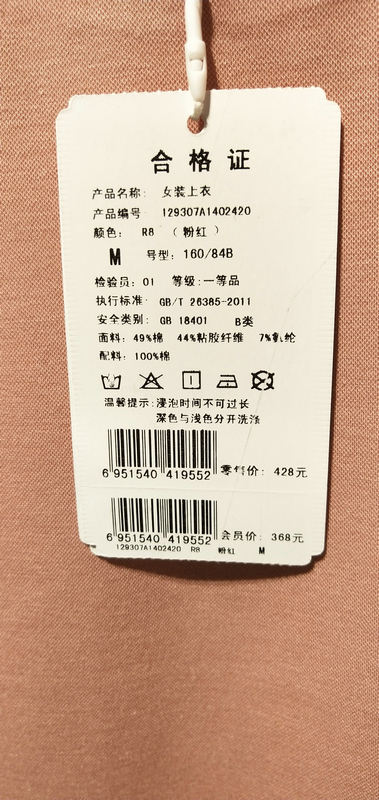 合格证
产品名称: 女装上衣
产品编号 129307A1402420
颜色: R8 (粉红)
M 号型: 160/84B
检验员: 01 等级:一等品
执行标准: GB/T 26385-2011
安全类别: GB 18401 B类
面料: 49%棉 44%粘胶纤维 7%氨纶
配料: 100%棉
温馨提示:浸泡时间不可过长
深色与浅色分开洗涤
6 951540 419552 零售价: 428元
6 951540 419552 会员价: 368元
129307A1402420 R8 粉红 M